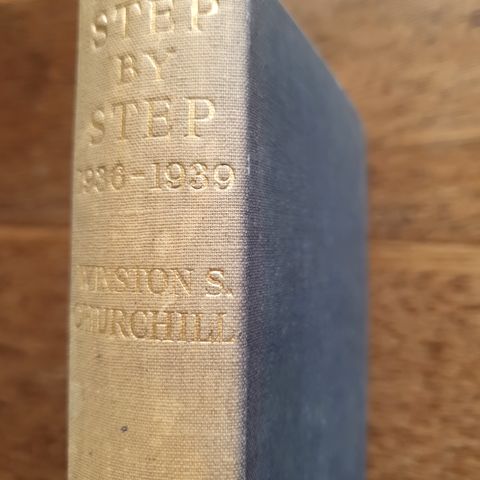 STEP
BY
STEP
1936-1939
WINSTON S.
CHURCHILL